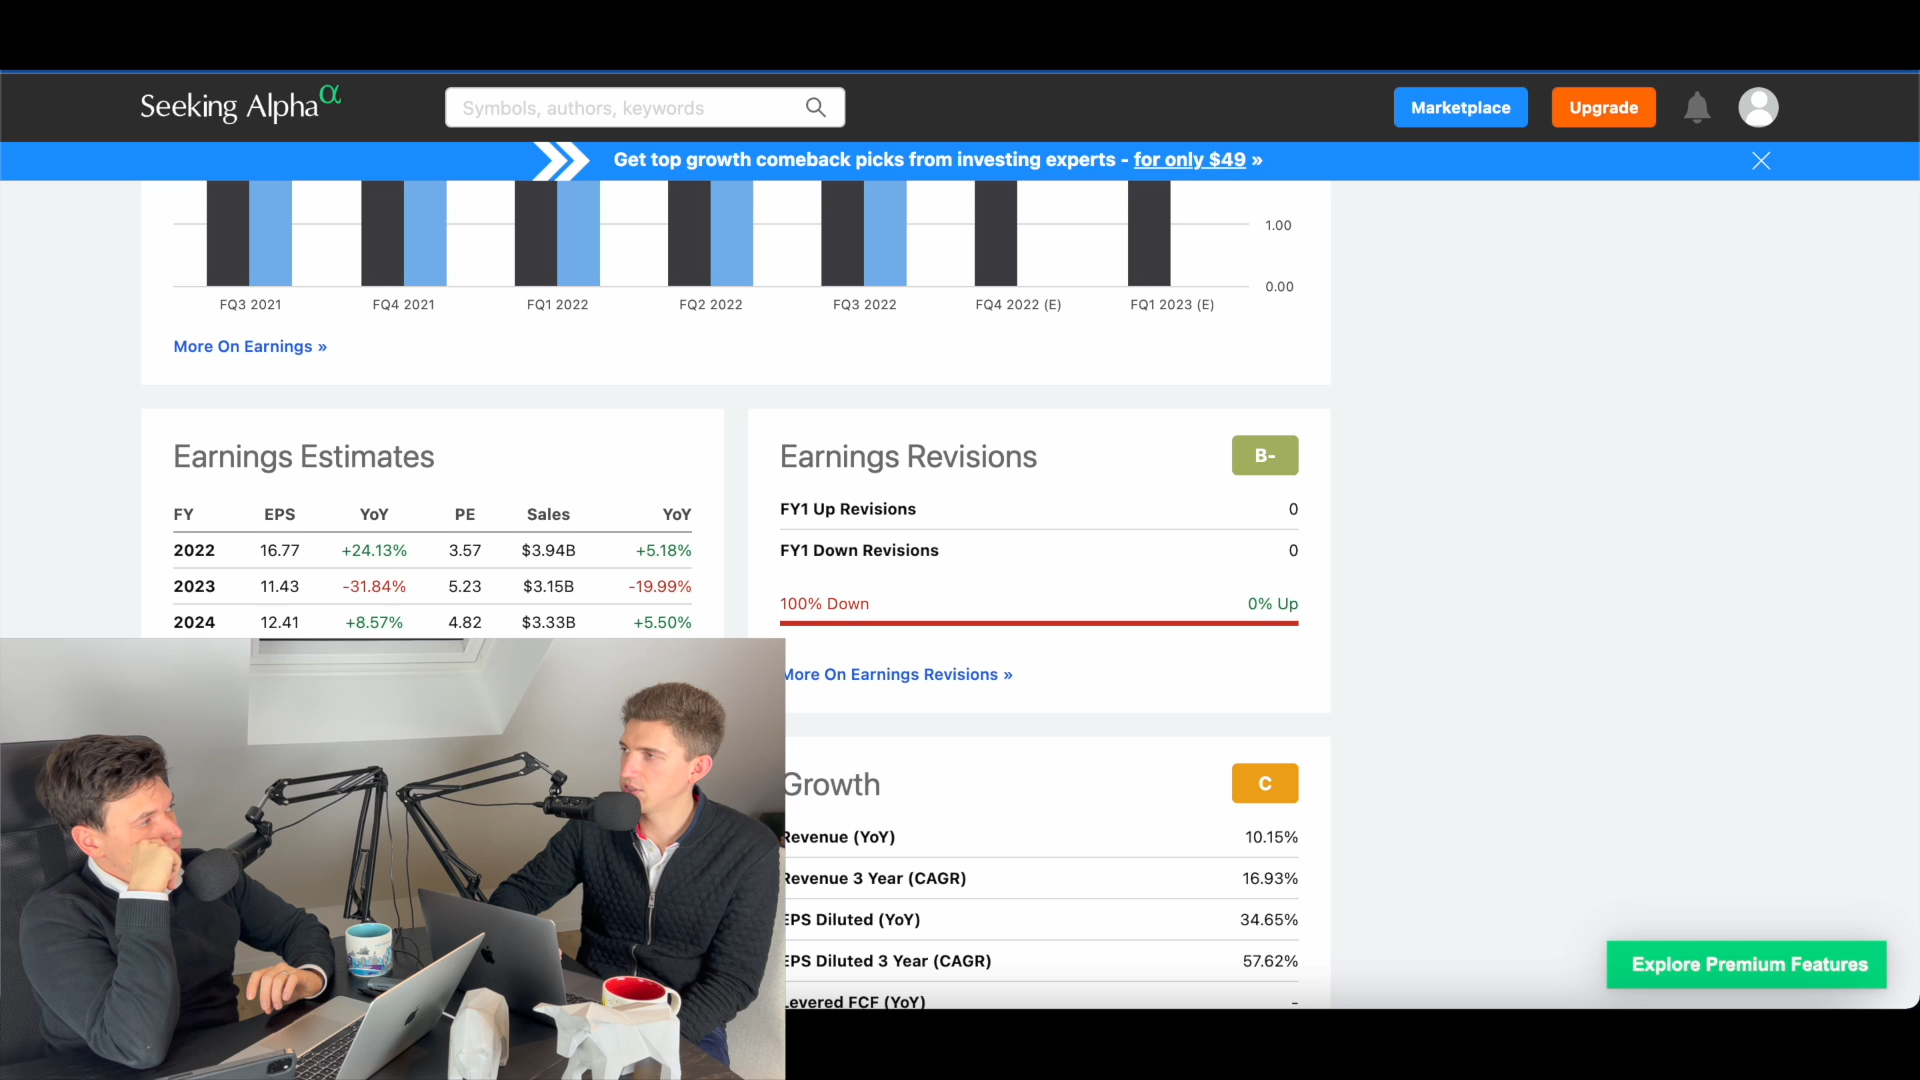 Seeking Alpha α
Symbols, authors, keywords
Marketplace
Upgrade
Get top growth comeback picks from investing experts - for only $49 »
1.00
0.00
FQ3 2021 FQ4 2021 FQ1 2022 FQ2 2022 FQ3 2022 FQ4 2022 (E) FQ1 2023 (E)
More On Earnings »
Earnings Estimates
FY EPS YoY PE Sales YoY
2022 16.77 +24.13% 3.57 $3.94B +5.18%
2023 11.43 -31.84% 5.23 $3.15B -19.99%
2024 12.41 +8.57% 4.82 $3.33B +5.50%
Earnings Revisions
B-
FY1 Up Revisions 0
FY1 Down Revisions 0
100% Down 0% Up
More On Earnings Revisions »
Growth
C
Revenue (YoY) 10.15%
Revenue 3 Year (CAGR) 16.93%
EPS Diluted (YoY) 34.65%
EPS Diluted 3 Year (CAGR) 57.62%
Levered FCF (YoY) -
Explore Premium Features